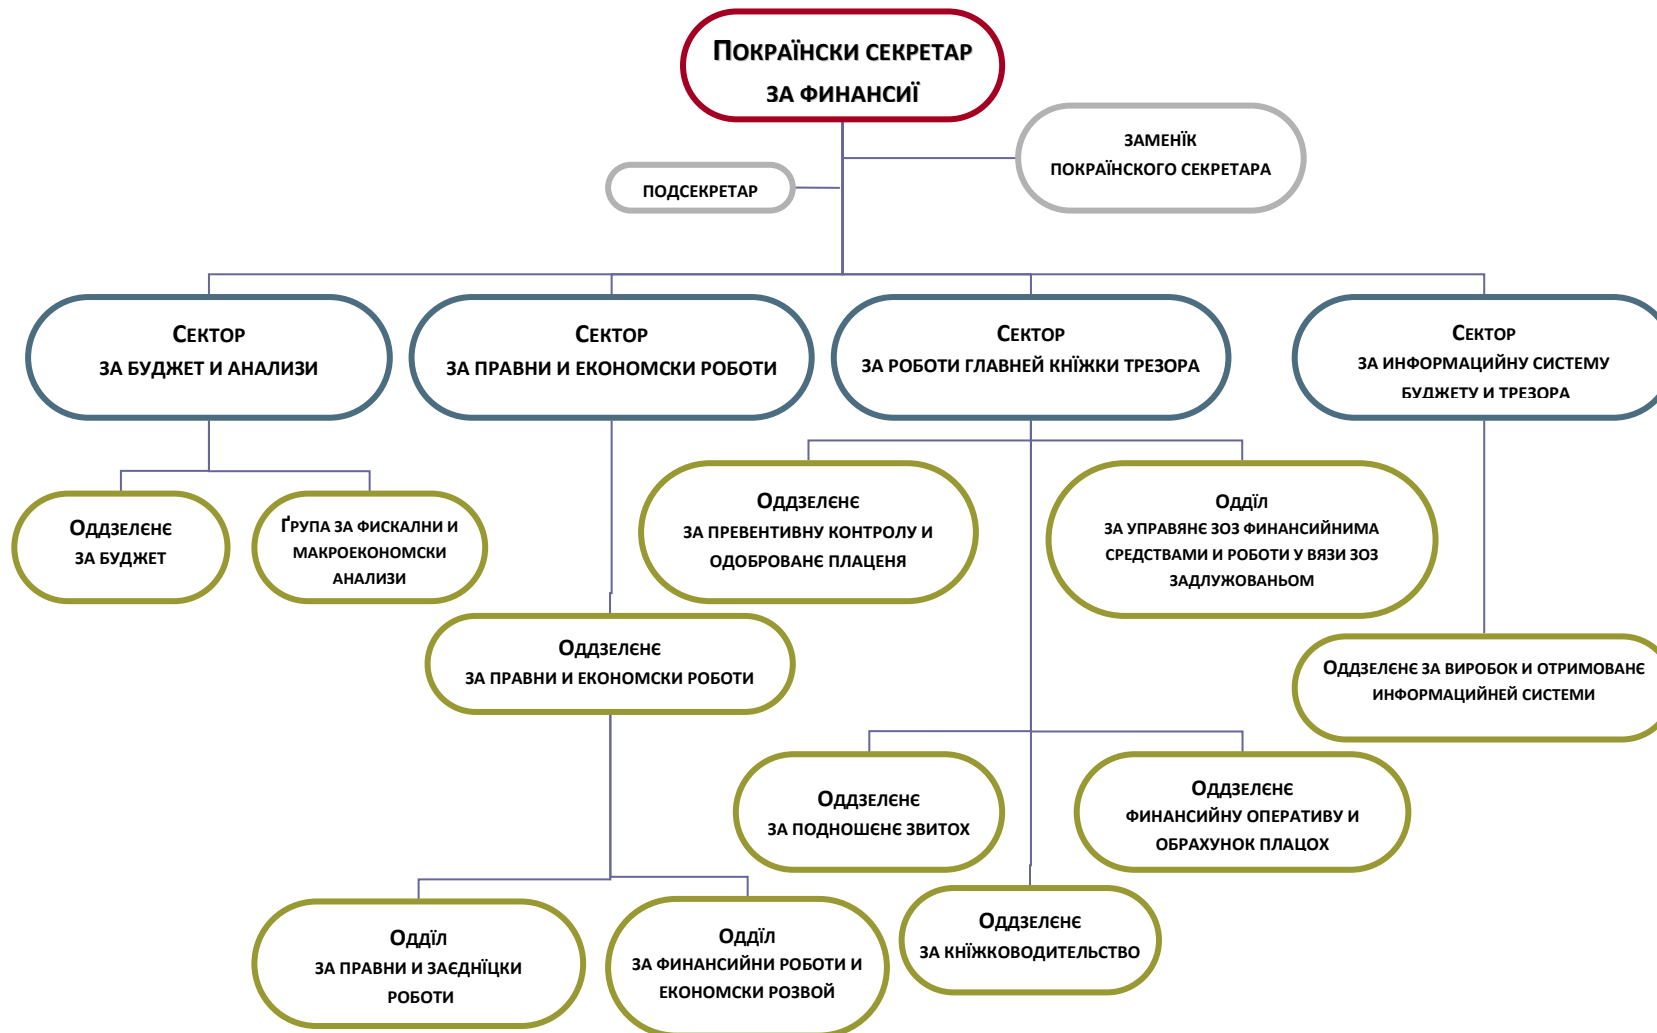 ПОКРАЇНСКИ СЕКРЕТАР
ЗА ФИНАНСИЇ
ЗАМЕНЇК
ПОКРАЇНСКОГО СЕКРЕТАРА
ПОДСЕКРЕТАР
СЕКТОР
ЗА БУДЖЕТ И АНАЛИЗИ
СЕКТОР
ЗА ПРАВНИ И ЕКОНОМСКИ РОБОТИ
СЕКТОР
ЗА РОБОТИ ГЛАВНЕЙ КНЇЖКИ ТРЕЗОРА
СЕКТОР
ЗА ИНФОРМАЦИЙНУ СИСТЕМУ
БУДЖЕТУ И ТРЕЗОРА
ОДДЗЕЛЄНЄ
ЗА БУДЖЕТ
ҐРУПА ЗА ФИСКАЛНИ И
МАКРОЕКОНОМСКИ
АНАЛИЗИ
ОДДЗЕЛЄНЄ
ЗА ПРЕВЕНТИВНУ КОНТРОЛУ И
ОДОБРОВАНЄ ПЛАЦЕНЯ
ОДДЇЛ
ЗА УПРАВЯНЄ ЗОЗ ФИНАНСИЙНИМА
СРЕДСТВАМИ И РОБОТИ У ВЯЗИ ЗОЗ
ЗАДЛУЖОВАНЬОМ
ОДДЗЕЛЄНЄ
ЗА ПРАВНИ И ЕКОНОМСКИ РОБОТИ
ОДДЗЕЛЄНЄ ЗА ВИРОБОК И ОТРИМОВАНЄ
ИНФОРМАЦИЙНЕЙ СИСТЕМИ
ОДДЗЕЛЄНЄ
ЗА ПОДНОШЕНЄ ЗВИТОХ
ОДДЗЕЛЄНЄ
ФИНАНСИЙНУ ОПЕРАТИВУ И
ОБРАХУНОК ПЛАЦОХ
ОДДЇЛ
ЗА ПРАВНИ И ЗАЄДНЇЦКИ
РОБОТИ
ОДДЇЛ
ЗА ФИНАНСИЙНИ РОБОТИ И
ЕКОНОМСКИ РОЗВОЙ
ОДДЗЕЛЄНЄ
ЗА КНЇЖКОВОДИТЕЛЬСТВО